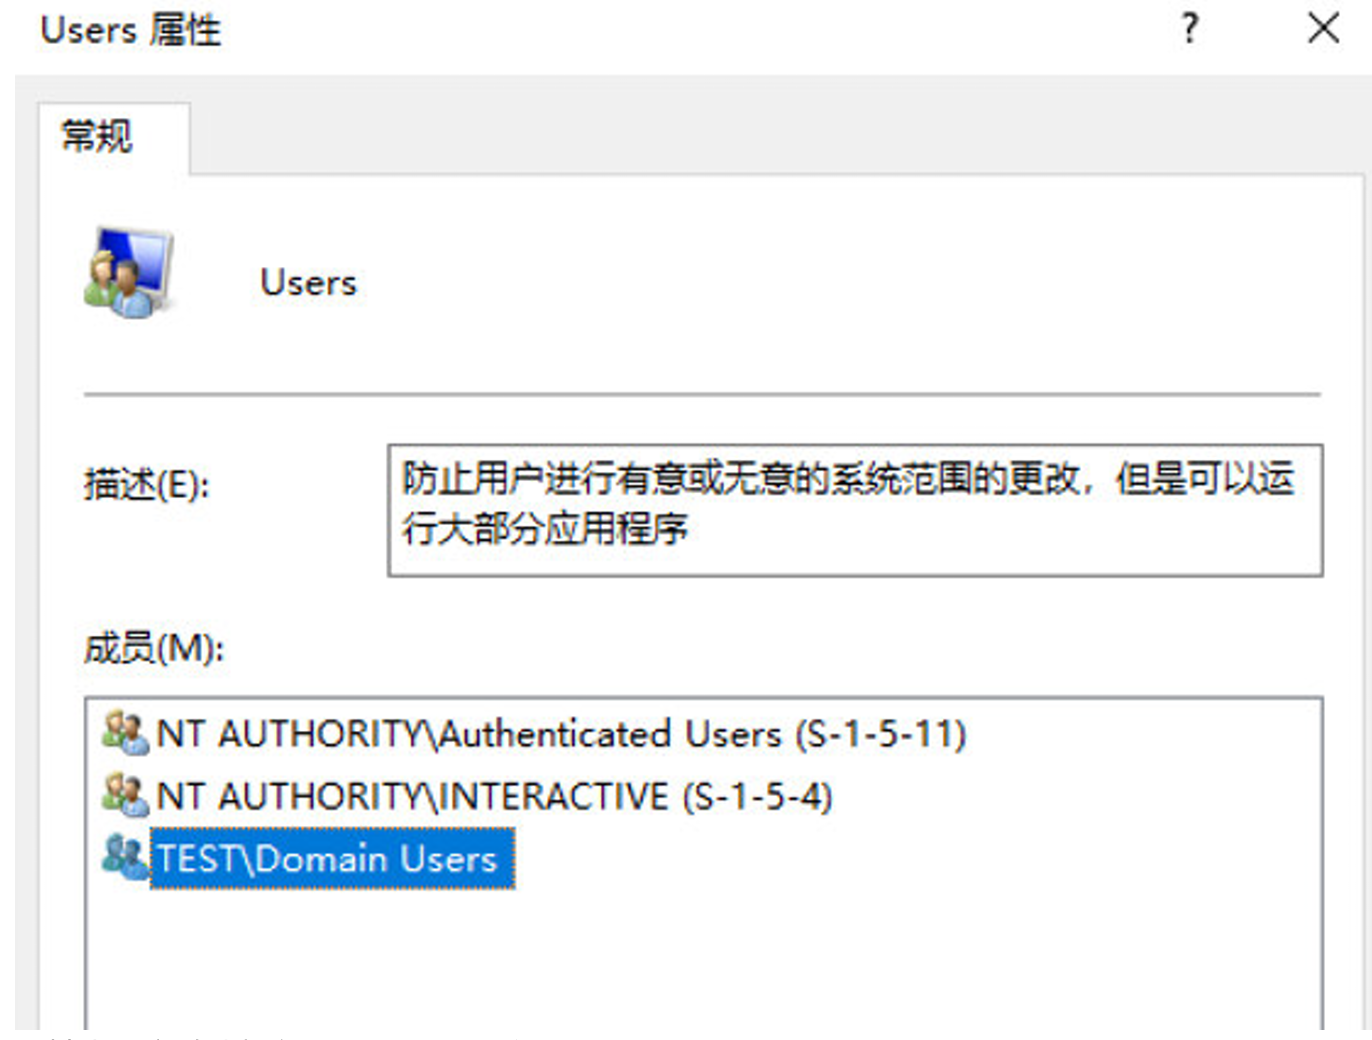 Users 属性
常规
Users
描述(E):
防止用户进行有意或无意的系统范围的更改，但是可以运
行大部分应用程序
成员(M):
NT AUTHORITY\Authenticated Users (S-1-5-11)
NT AUTHORITY\INTERACTIVE (S-1-5-4)
TEST\Domain Users